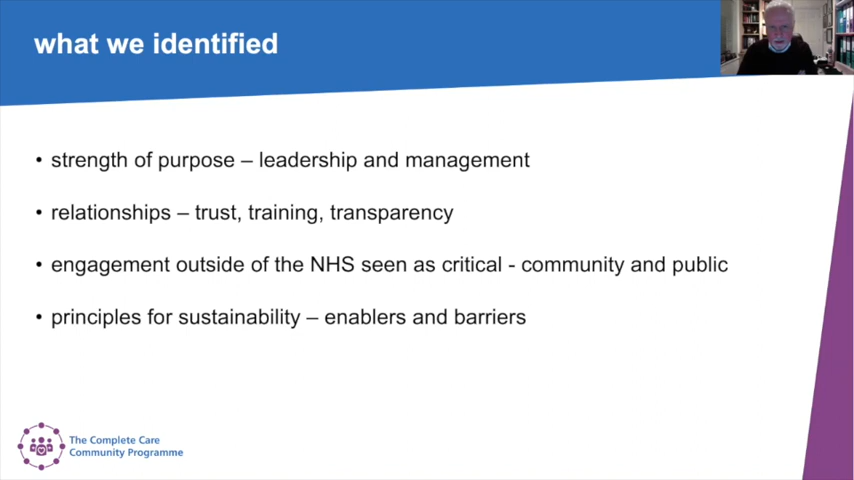 what we identified
• strength of purpose – leadership and management
• relationships – trust, training, transparency
• engagement outside of the NHS seen as critical - community and public
• principles for sustainability – enablers and barriers
The Complete Care
Community Programme